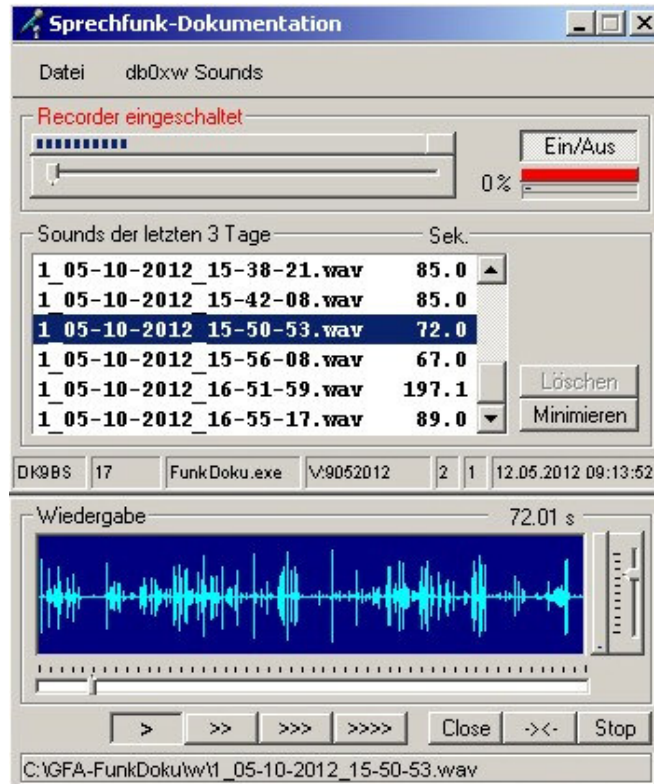 Sprechfunk-Dokumentation
Datei db0xw Sounds
Recorder eingeschaltet
Ein/Aus
0%
Sounds der letzten 3 Tage Sek.
1_05-10-2012_15-38-21.wav 85.0
1_05-10-2012_15-42-08.wav 85.0
1_05-10-2012_15-50-53.wav 72.0
1_05-10-2012_15-56-08.wav 67.0
1_05-10-2012_16-51-59.wav 197.1
1_05-10-2012_16-55-17.wav 89.0
Löschen
Minimieren
DK9BS 17 FunkDoku.exe V:9052012 2 1 12.05.2012 09:13:52
Wiedergabe 72.01 s
> >> >>> >>>> Close -><- Stop
C:\GFA-FunkDoku\w\1_05-10-2012_15-50-53.wav